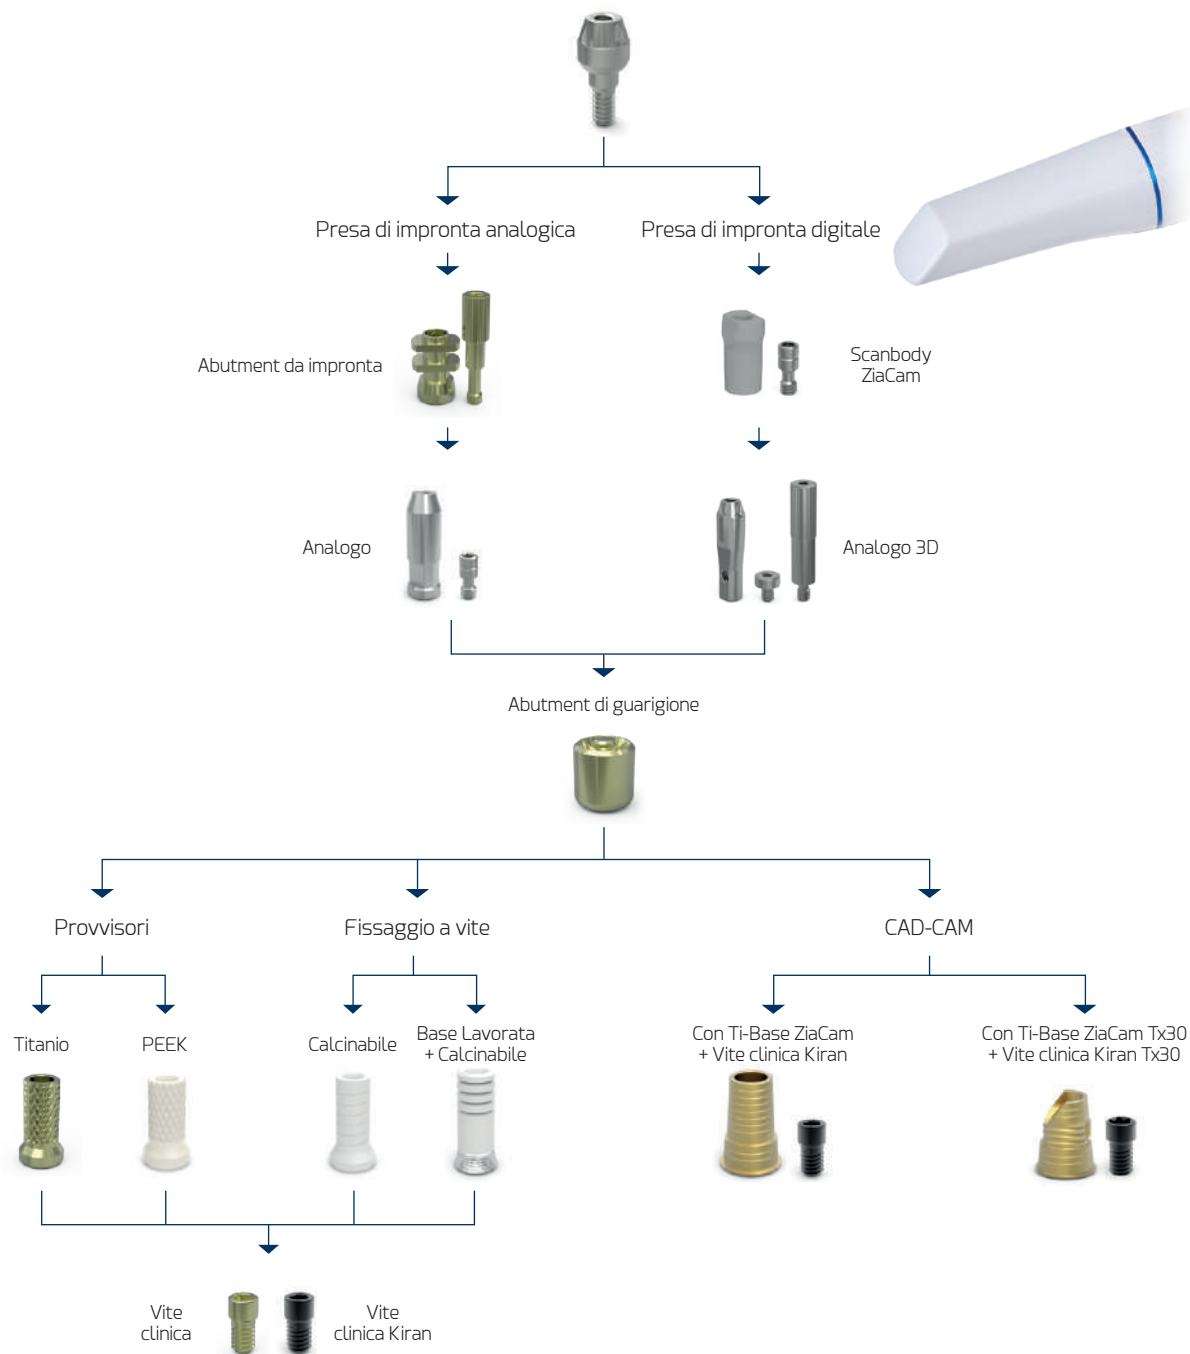 Presa di impronta analogica
Presa di impronta digitale
Abutment da impronta
Scanbody
ZiaCam
Analogo
Analogo 3D
Abutment di guarigione
Provvisori
Fissaggio a vite
CAD-CAM
Titanio
PEEK
Calcinabile
Base Lavorata
+ Calcinabile
Con Ti-Base ZiaCam
+ Vite clinica Kiran
Con Ti-Base ZiaCam Tx30
+ Vite clinica Kiran Tx30
Vite
clinica
Vite
clinica Kiran